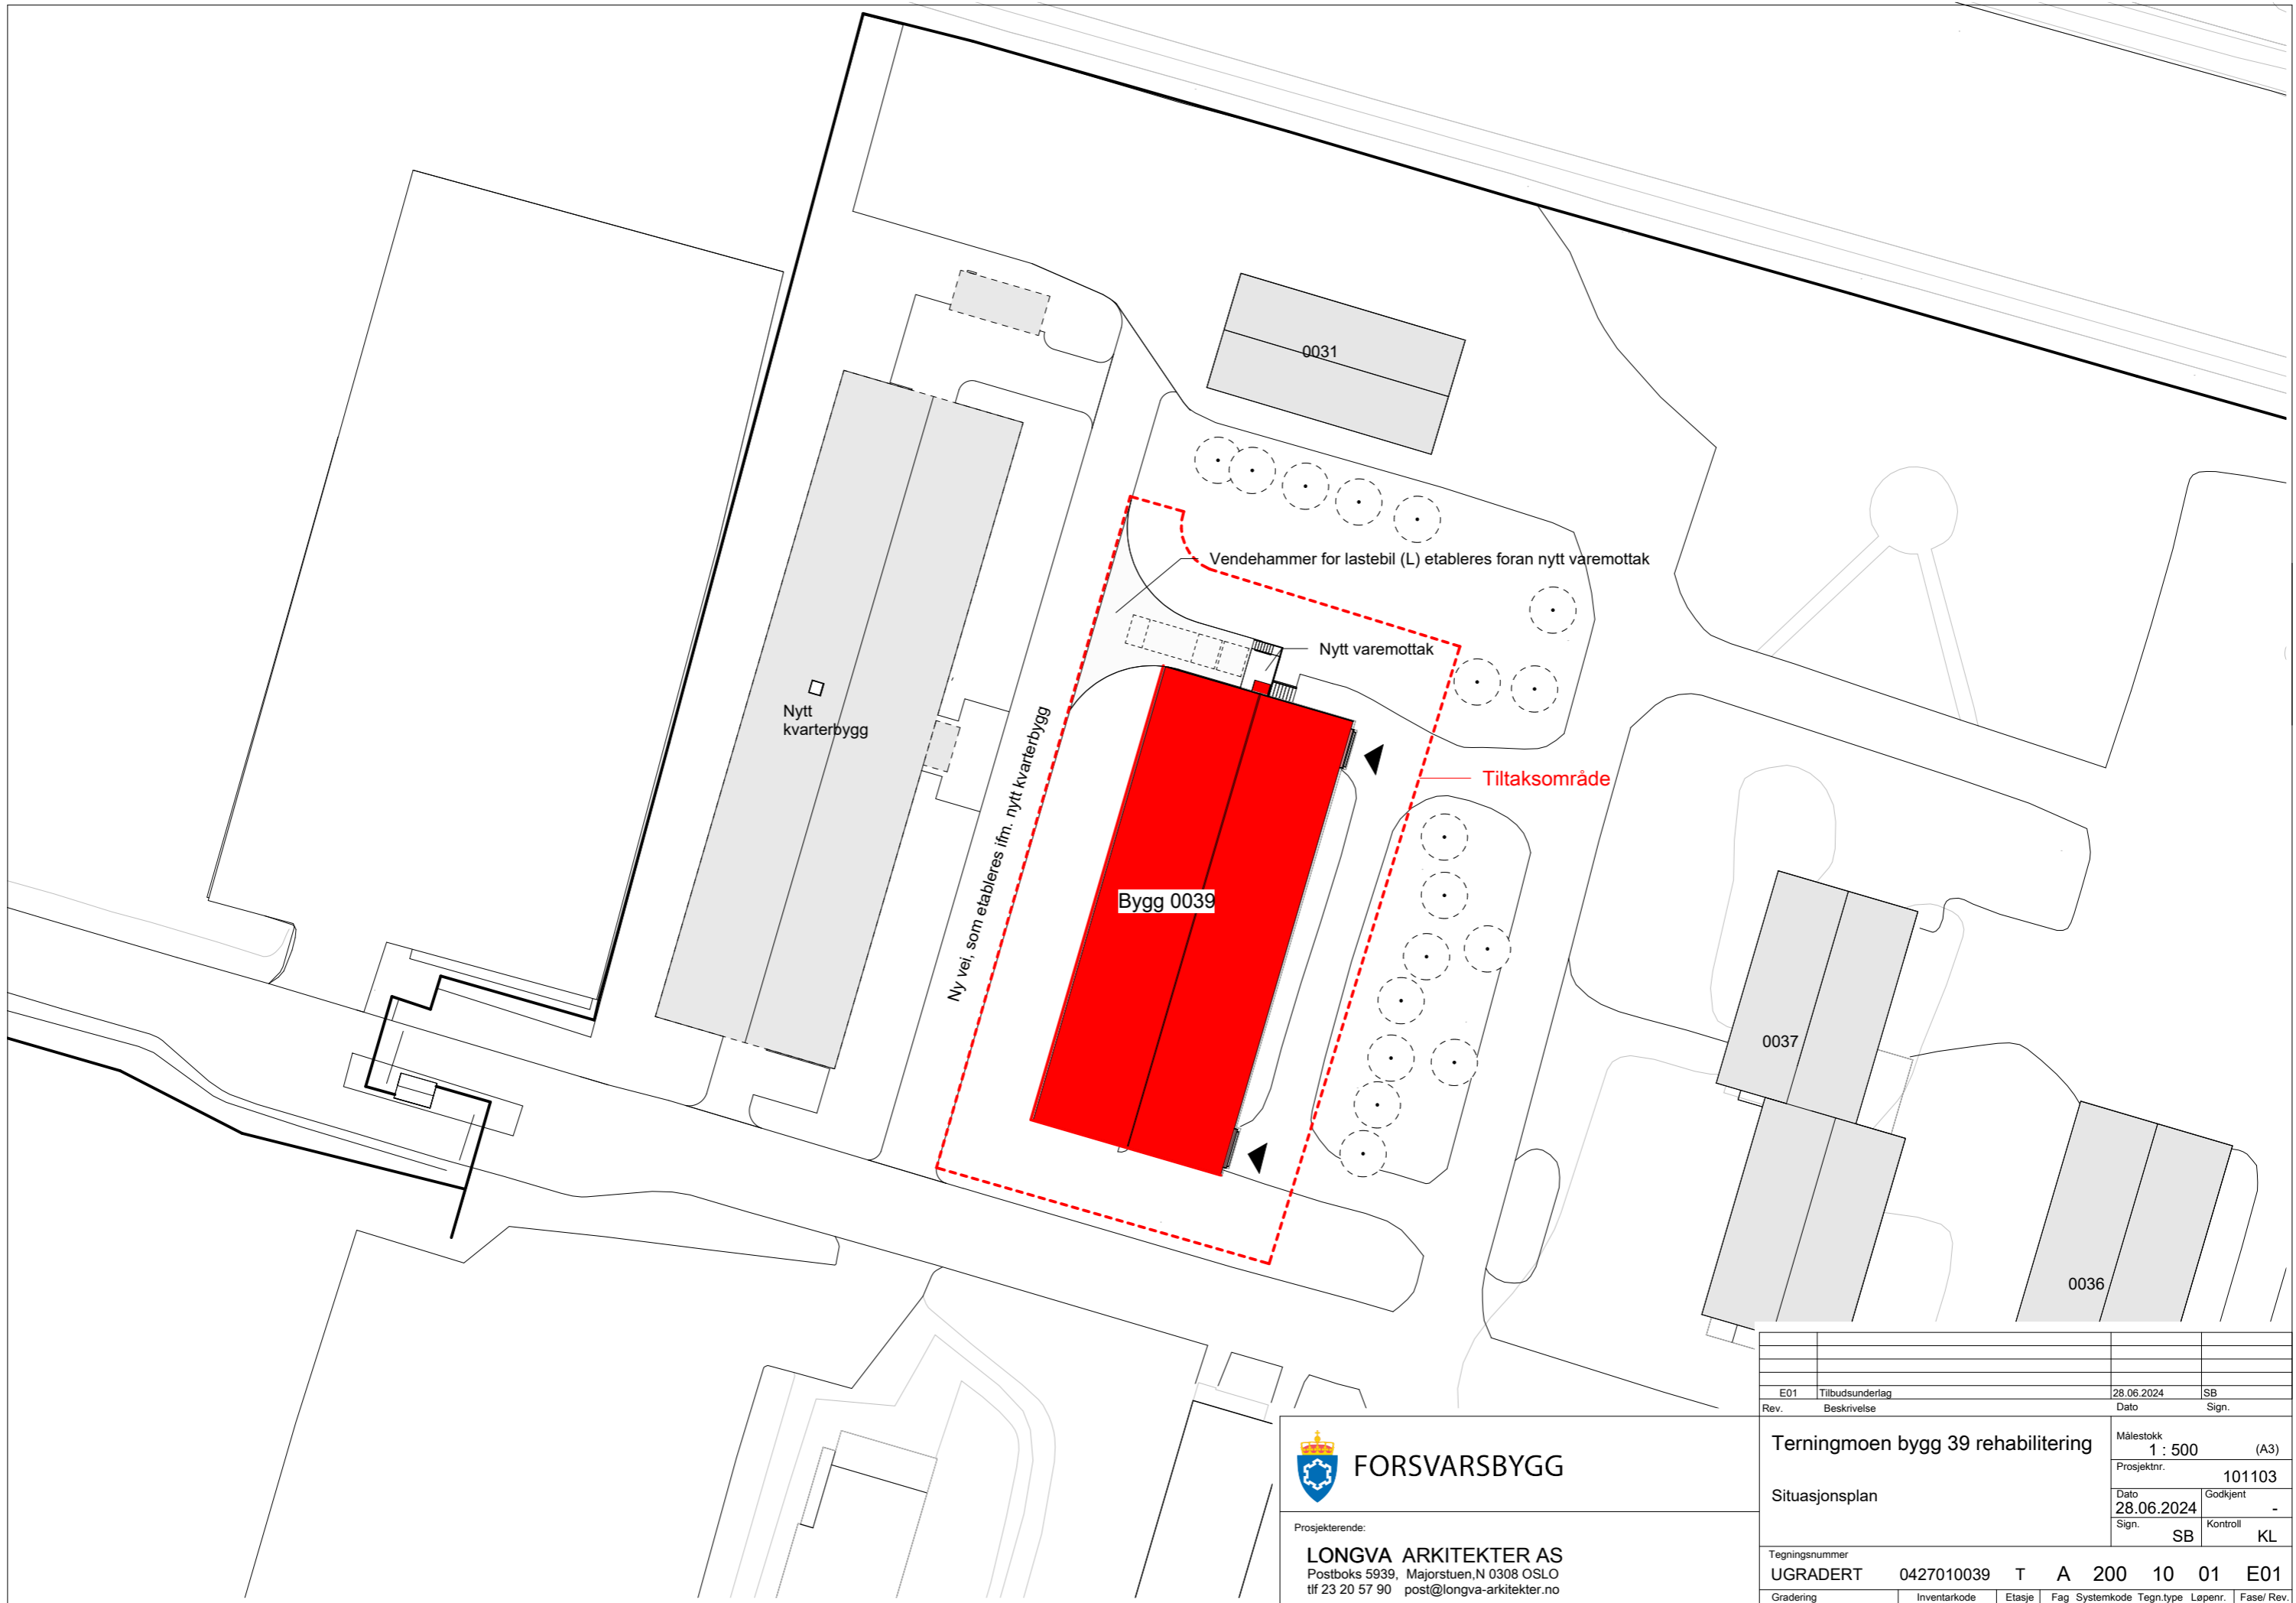 0031
Vendehammer for lastebil (L) etableres foran nytt varemottak
Nytt varemottak
Nytt
kvarterbygg
Ny vei, som etableres ifm. nytt kvarterbygg
Tiltaksområde
Bygg 0039
0037
0036
E01 Tilbudsunderlag 28.06.2024 SB
Rev. Beskrivelse Dato Sign.
FORSVARSBYGG
Prosjekterende:
LONGVA ARKITEKTER AS
Postboks 5939, Majorstuen,N 0308 OSLO
tlf 23 20 57 90 post@longva-arkitekter.no
Terningmoen bygg 39 rehabilitering
Situasjonsplan
Målestokk
1 : 500 (A3)
Prosjektnr.
101103
Dato Godkjent
28.06.2024 -
Sign. Kontroll
SB KL
Tegningsnummer
UGRADERT 0427010039 T A 200 10 01 E01
Gradering Inventarkode Etasje Fag Systemkode Tegn.type Løpenr. Fase/ Rev.